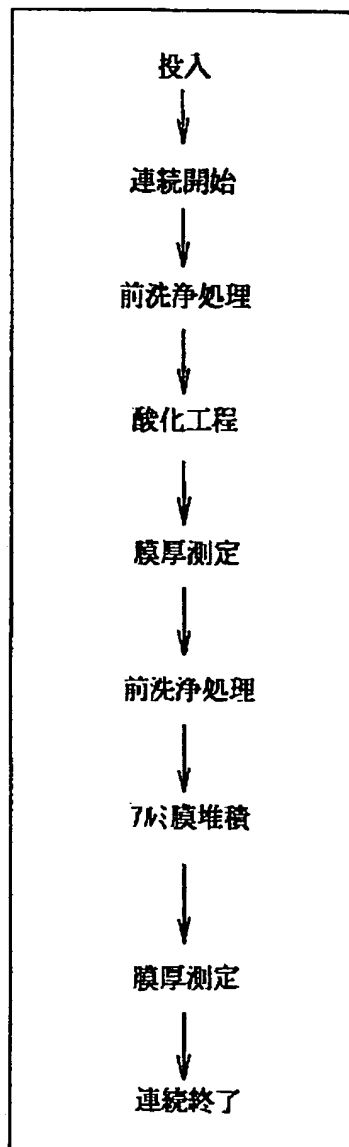 投入
連続開始
前洗浄処理
酸化工程
膜厚測定
前洗浄処理
ｱﾙﾐ膜堆積
膜厚測定
連続終了